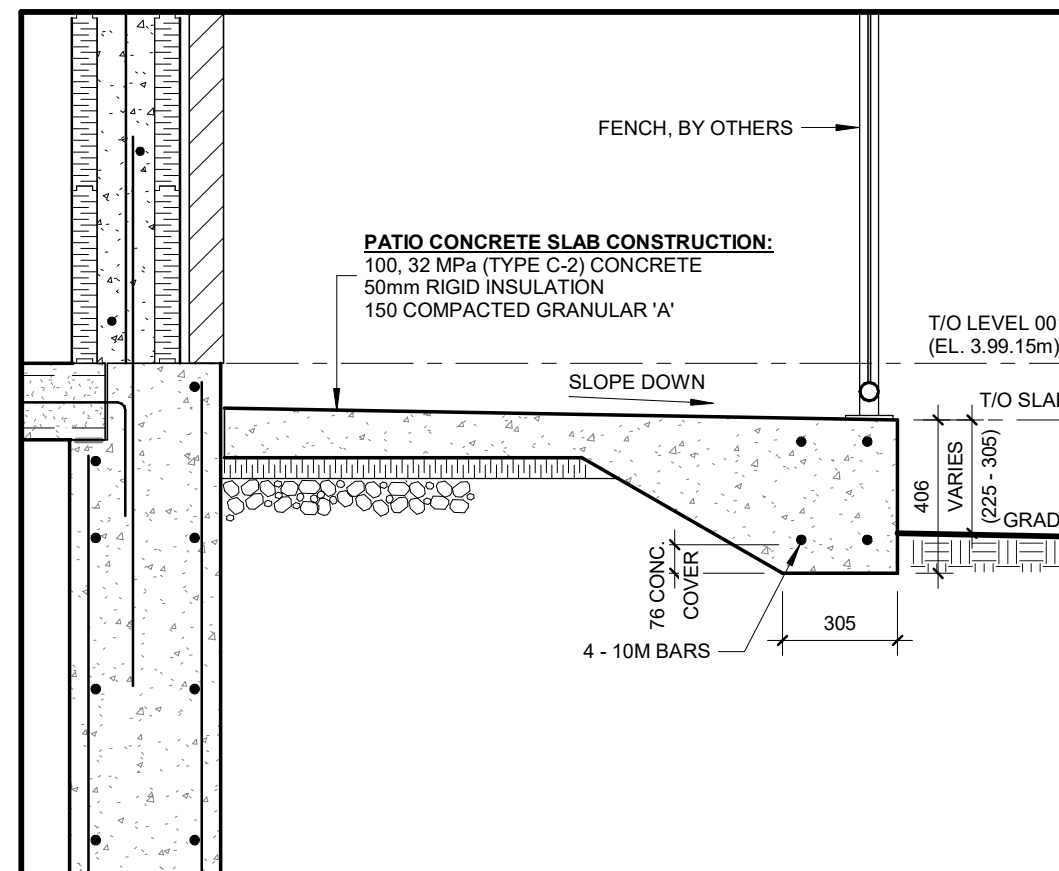 FENCE, BY OTHERS
PATIO CONCRETE SLAB CONSTRUCTION:
100, 32 MPa (TYPE C-2) CONCRETE
50mm RIGID INSULATION
150 COMPACTED GRANULAR 'A'
T/O LEVEL 00
(EL. 3.99.15m)
SLOPE DOWN
T/O SLAB
406
VARIES
(225 - 305)
GRAD
76 CONC.
COVER
305
4 - 10M BARS